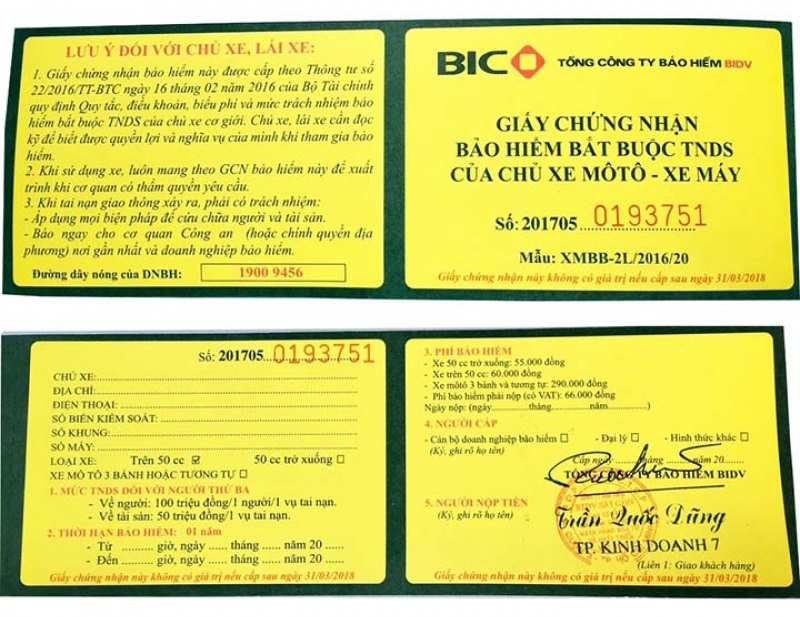 LƯU Ý ĐỐI VỚI CHỦ XE, LÁI XE:
1. Giấy chứng nhận bảo hiểm này được cấp theo Thông tư số
22/2016/TT-BTC ngày 16 tháng 02 năm 2016 của Bộ Tài chính
quy định Quy tắc, điều khoản, biểu phí và mức trách nhiệm bảo
hiểm bắt buộc TNDS của chủ xe cơ giới. Chủ xe, lái xe cần đọc
kỹ để biết được quyền lợi và nghĩa vụ của mình khi tham gia bảo
hiểm.
2. Khi sử dụng xe, luôn mang theo GCN bảo hiểm này để xuất
trình khi cơ quan có thẩm quyền yêu cầu.
3. Khi tai nạn giao thông xảy ra, phải có trách nhiệm:
- Áp dụng mọi biện pháp để cứu chữa người và tài sản.
- Báo ngay cho cơ quan Công an (hoặc chính quyền địa
phương) nơi gần nhất và doanh nghiệp bảo hiểm.
Đường dây nóng của DNBH: 1900 9456
BIC TỔNG CÔNG TY BẢO HIỂM BIDV
GIẤY CHỨNG NHẬN
BẢO HIỂM BẮT BUỘC TNDS
CỦA CHỦ XE MÔTÔ - XE MÁY
Số: 201705 0193751
Mẫu: XMBB-2L/2016/20
Giấy chứng nhận này không có giá trị nếu cấp sau ngày 31/03/2018
Số: 201705 0193751
CHỦ XE:
ĐỊA CHỈ:
ĐIỆN THOẠI:
SỐ BIỂN KIỂM SOÁT:
SỐ KHUNG:
SỐ MÁY:
LOẠI XE: Trên 50 cc ☑ 50 cc trở xuống ☐
XE MÔ TÔ 3 BÁNH HOẶC TƯƠNG TỰ ☐
1. MỨC TNDS ĐỐI VỚI NGƯỜI THỨ BA
- Về người: 100 triệu đồng/1 người/1 vụ tai nạn.
- Về tài sản: 50 triệu đồng/1 vụ tai nạn.
2. THỜI HẠN BẢO HIỂM: 01 năm
- Từ ......... giờ, ngày ...... tháng ...... năm 20 ......
- Đến ......... giờ, ngày ...... tháng ...... năm 20 ......
Giấy chứng nhận này không có giá trị nếu cấp sau ngày 31/03/2018
3. PHÍ BẢO HIỂM
- Xe 50 cc trở xuống: 55.000 đồng
- Xe trên 50 cc: 60.000 đồng
- Xe môtô 3 bánh và tương tự: 290.000 đồng
- Phí bảo hiểm phải nộp (có VAT): 66.000 đồng
Ngày nộp: (ngày............tháng............năm............)
4. NGƯỜI CẤP
- Cán bộ doanh nghiệp bảo hiểm ☐ - Đại lý ☐ - Hình thức khác ☐
(Ký, ghi rõ họ tên)
Cấp ngày ...... tháng ...... năm 20......
TỔNG CÔNG TY BẢO HIỂM BIDV
5. NGƯỜI NỘP TIỀN
(Ký, ghi rõ họ tên)
Trần Quốc Dũng
TP. KINH DOANH 7
(Liên 1: Giao khách hàng)
Giấy chứng nhận này không có giá trị nếu cấp sau ngày 31/03/2018